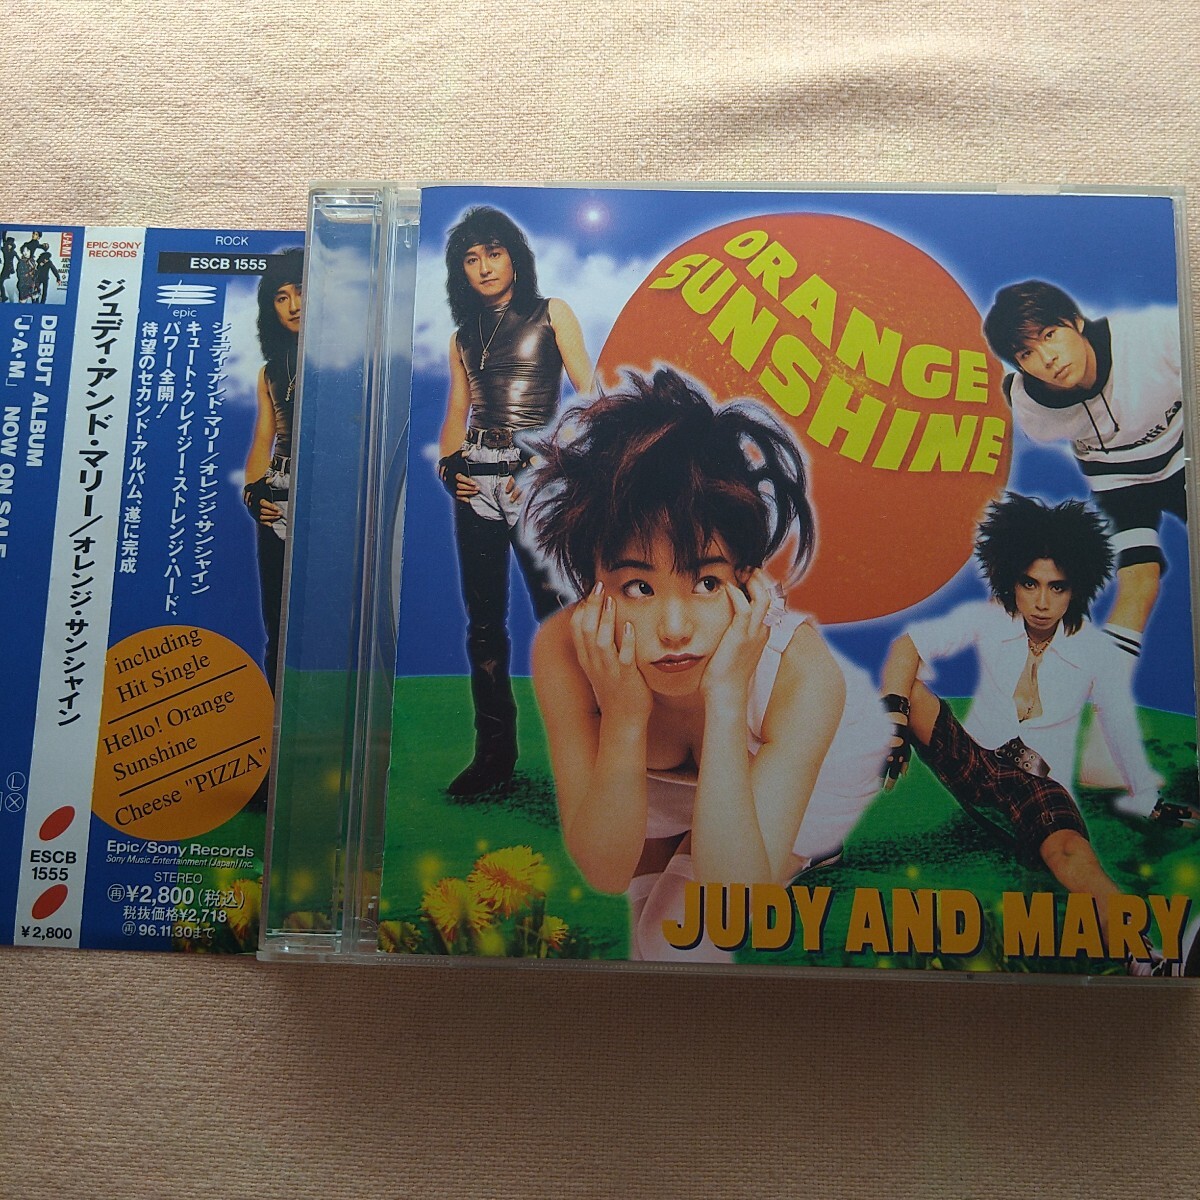 JAM
DEBUT ALBUM
「J・A・M」 NOW ON SALE
EPIC/SONY
RECORDS
ジュディ・アンド・マリー/オレンジ・サンシャイン
ESCB
1555
¥2,800
ROCK
ESCB 1555
epic
ジュディ・アンド・マリー/オレンジ・サンシャイン
キュート・クレイジー・ストレンジ・ハード、
パワー全開!
待望のセカンド・アルバム、遂に完成
including
Hit Single
Hello! Orange
Sunshine
Cheese "PIZZA"
Epic/Sony Records
Sony Music Entertainment (Japan) Inc.
STEREO
再¥2,800(税込)
税抜価格¥2,718
再96.11.30まで
ORANGE
SUNSHINE
JUDY AND MARY